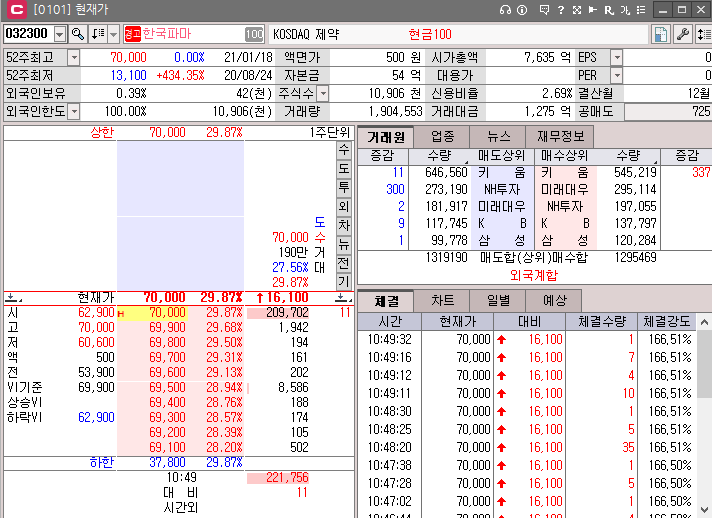 C [0101] 현재가
032300 경고 한국파마 100 KOSDAQ 제약 현금100
52주최고 70,000 0.00% 21/01/18 액면가 500 원 시가총액 7,635 억 EPS 0
52주최저 13,100 +434.35% 20/08/24 자본금 54 억 대용가 PER 0
외국인보유 0.39% 42(천) 주식수 10,906 천 신용비율 2.69% 결산월 12월
외국인한도 100.00% 10,906(천) 거래량 1,904,553 거래대금 1,275 억 공매도 725
상한 70,000 29.87% 1주단위
수
도
투
외
차
뉴
전
기
도
70,000 수
190만 거
27.56% 대
29.87%
현재가 70,000 29.87% ↑16,100
시 62,900 H 70,000 29.87% 209,702 11
고 70,000 69,900 29.68% 1,942
저 60,600 69,800 29.50% 194
액 500 69,700 29.31% 161
전 53,900 69,600 29.13% 202
VI기준 69,900 69,500 28.94% 8,586
상승VI 69,400 28.76% 188
하락VI 62,900 69,300 28.57% 174
69,200 28.39% 105
69,100 28.20% 502
하한 37,800 29.87%
10:49 221,756
대 비 11
시간외
거래원 업종 뉴스 재무정보
증감 수량 매도상위 매수상위 수량 증감
11 646,560 키 움 키 움 545,219 337
300 273,190 NH투자 미래대우 295,114
2 181,917 미래대우 NH투자 197,055
9 117,745 K B K B 137,797
1 99,778 삼 성 삼 성 120,284
1319190 매도합(상위)매수합 1295469
외국계합
체결 차트 일별 예상
시간 현재가 대비 체결수량 체결강도
10:49:32 70,000 16,100 1 166,51%
10:49:16 70,000 16,100 7 166,51%
10:49:12 70,000 16,100 4 166,51%
10:49:11 70,000 16,100 10 166,51%
10:48:30 70,000 16,100 1 166,51%
10:48:25 70,000 16,100 5 166,51%
10:48:20 70,000 16,100 35 166,51%
10:47:38 70,000 16,100 1 166,50%
10:47:28 70,000 16,100 5 166,50%
10:47:02 70,000 16,100 1 166,50%
10:46:44 70,000 16,100 4 166,50%